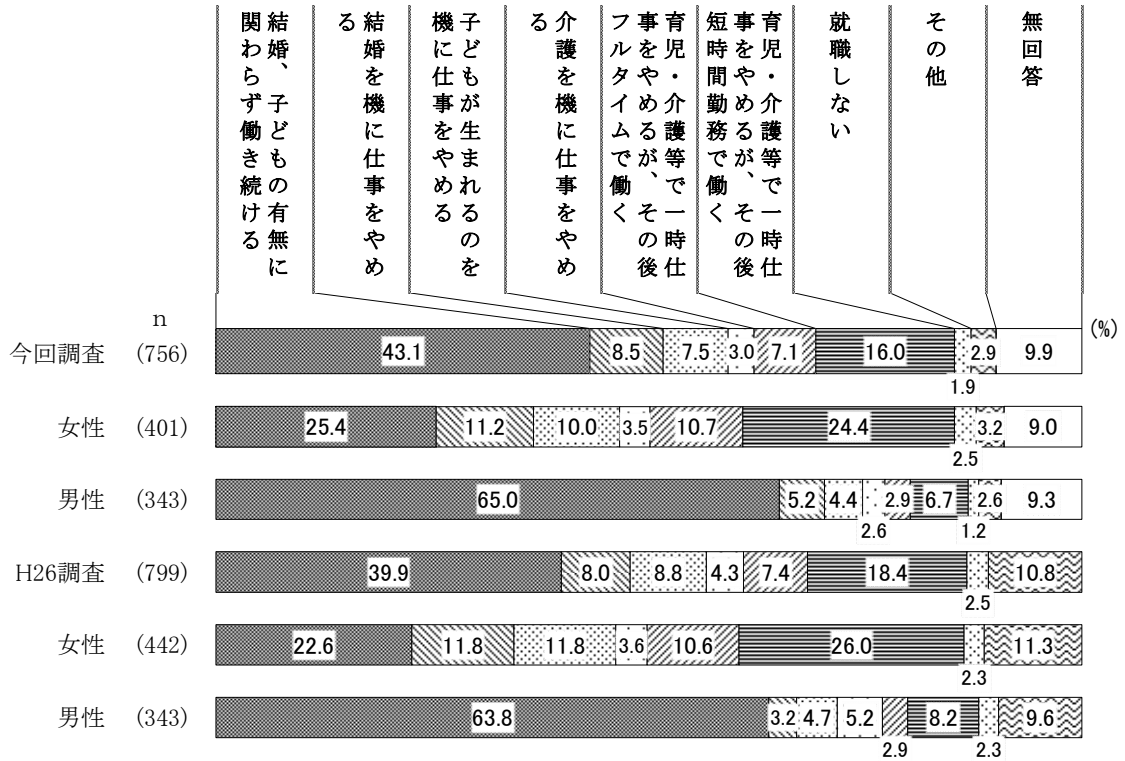 結婚、子どもの有無に
関わらず働き続ける
結婚を機に仕事をやめ
る
子どもが生まれるのを
機に仕事をやめる
介護を機に仕事をやめ
る
育児・介護等で一時仕
事をやめるが、その後
フルタイムで働く
育児・介護等で一時仕
事をやめるが、その後
短時間勤務で働く
就職しない
その他
無回答
n
(%)
今回調査 (756) 43.1 8.5 7.5 3.0 7.1 16.0 2.9 9.9
1.9
女性 (401) 25.4 11.2 10.0 3.5 10.7 24.4 3.2 9.0
2.5
男性 (343) 65.0 5.2 4.4 2.9 6.7 2.6 9.3
2.6 1.2
H26調査 (799) 39.9 8.0 8.8 4.3 7.4 18.4 10.8
2.5
女性 (442) 22.6 11.8 11.8 3.6 10.6 26.0 11.3
2.3
男性 (343) 63.8 3.2 4.7 5.2 8.2 9.6
2.9 2.3